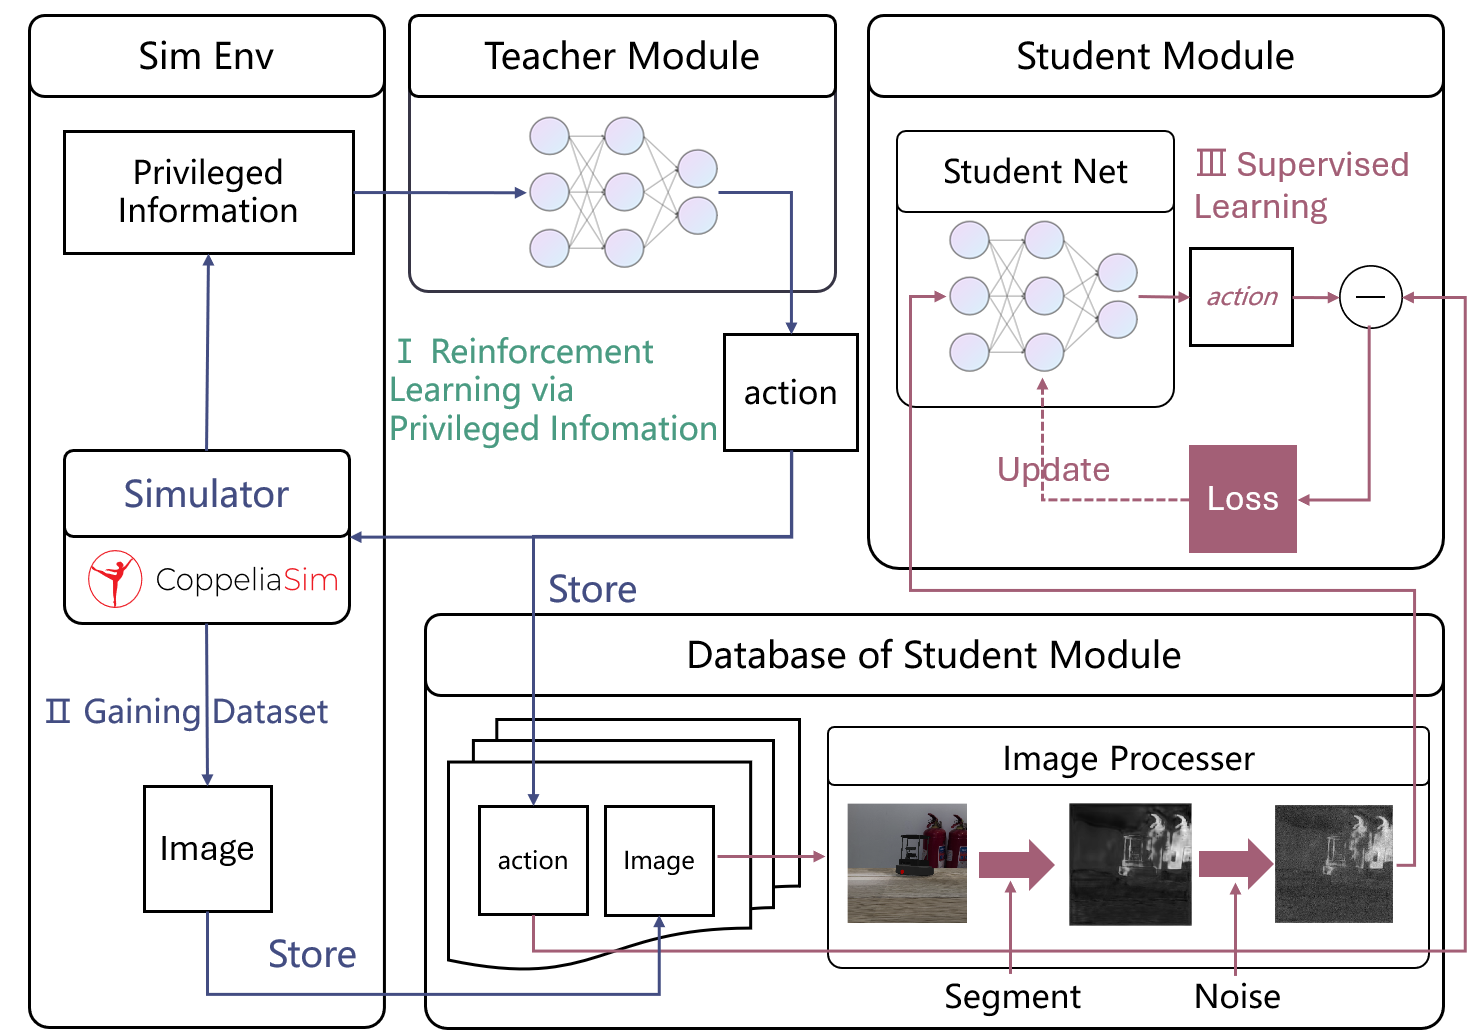 Sim Env
Privileged
Information
Simulator
CoppeliaSim
Ⅱ Gaining Dataset
Image
Store
Teacher Module
Ⅰ Reinforcement
Learning via
Privileged Infomation
action
Store
Student Module
Student Net
Ⅲ Supervised
Learning
action
Update
Loss
Database of Student Module
action
Image
Image Processer
Segment
Noise